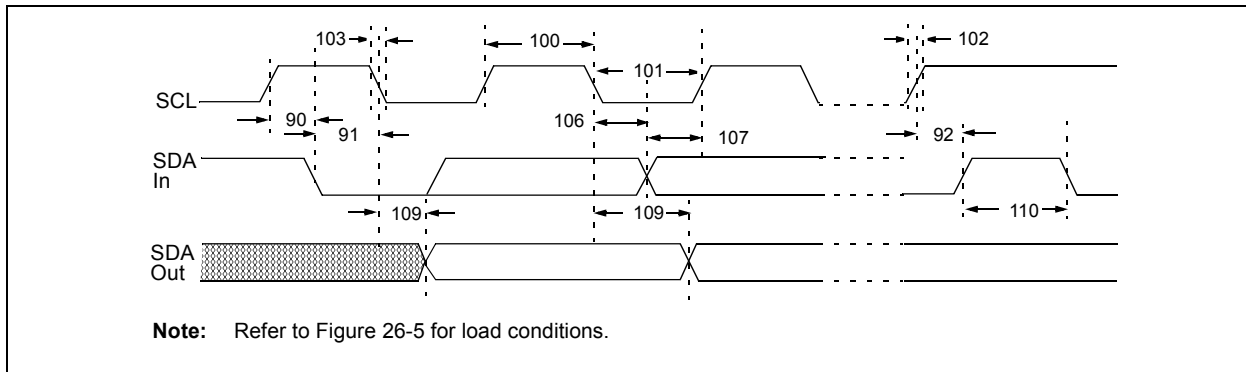 103
100
102
101
SCL
90
91
106
107
92
SDA
In
109
109
110
SDA
Out
Note: Refer to Figure 26-5 for load conditions.